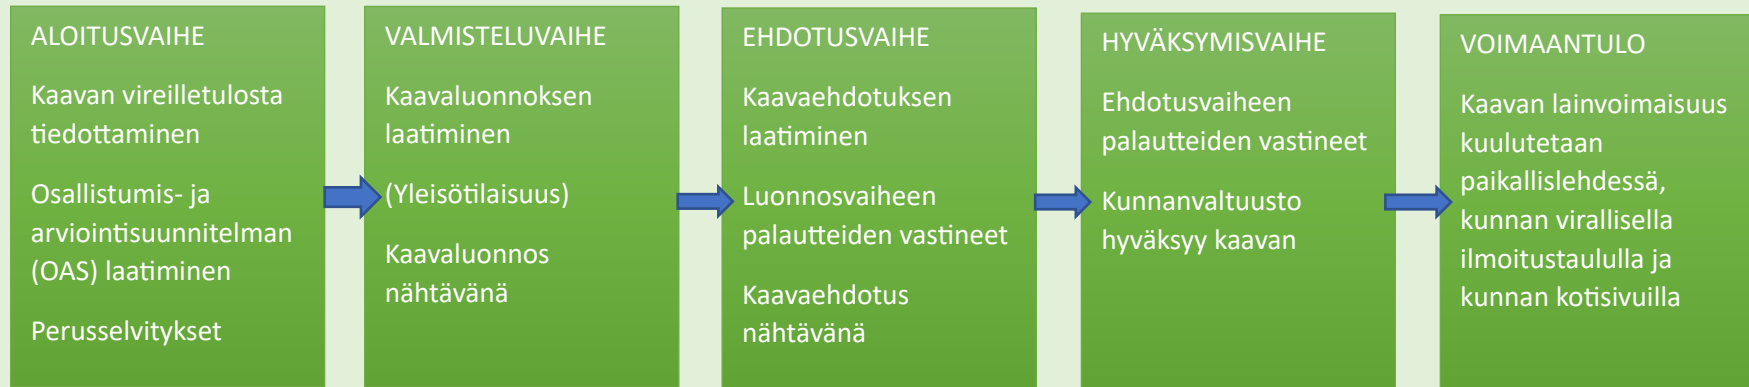 ALOITUSVAIHE
Kaavan vireilletulosta
tiedottaminen
Osallistumis- ja
arviointisuunnitelman
(OAS) laatiminen
Perusselvitykset
VALMISTELUVAIHE
Kaavaluonnoksen
laatiminen
(Yleisötilaisuus)
Kaavaluonnos
nähtävänä
EHDOTUSVAIHE
Kaavaehdotuksen
laatiminen
Luonnosvaiheen
palautteiden vastineet
Kaavaehdotus
nähtävänä
HYVÄKSYMISVAIHE
Ehdotusvaiheen
palautteiden vastineet
Kunnanvaltuusto
hyväksyy kaavan
VOIMAANTULO
Kaavan lainvoimaisuus
kuulutetaan
paikallislehdessä,
kunnan virallisella
ilmoitustaululla ja
kunnan kotisivuilla